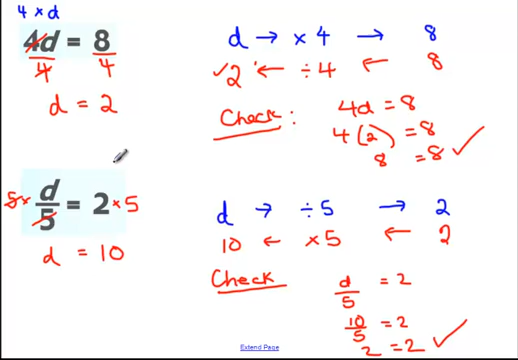 4 × d
4d = 8
4 4
d = 2
d → × 4 → 8
✓2 ← ÷4 ← 8
Check :
4d = 8
4(2) = 8
8 = 8 ✓
5× d/5 = 2 ×5
d = 10
d → ÷5 → 2
10 ← ×5 ← 2
Check
d/5 = 2
10/5 = 2
2 = 2 ✓
Extend Page